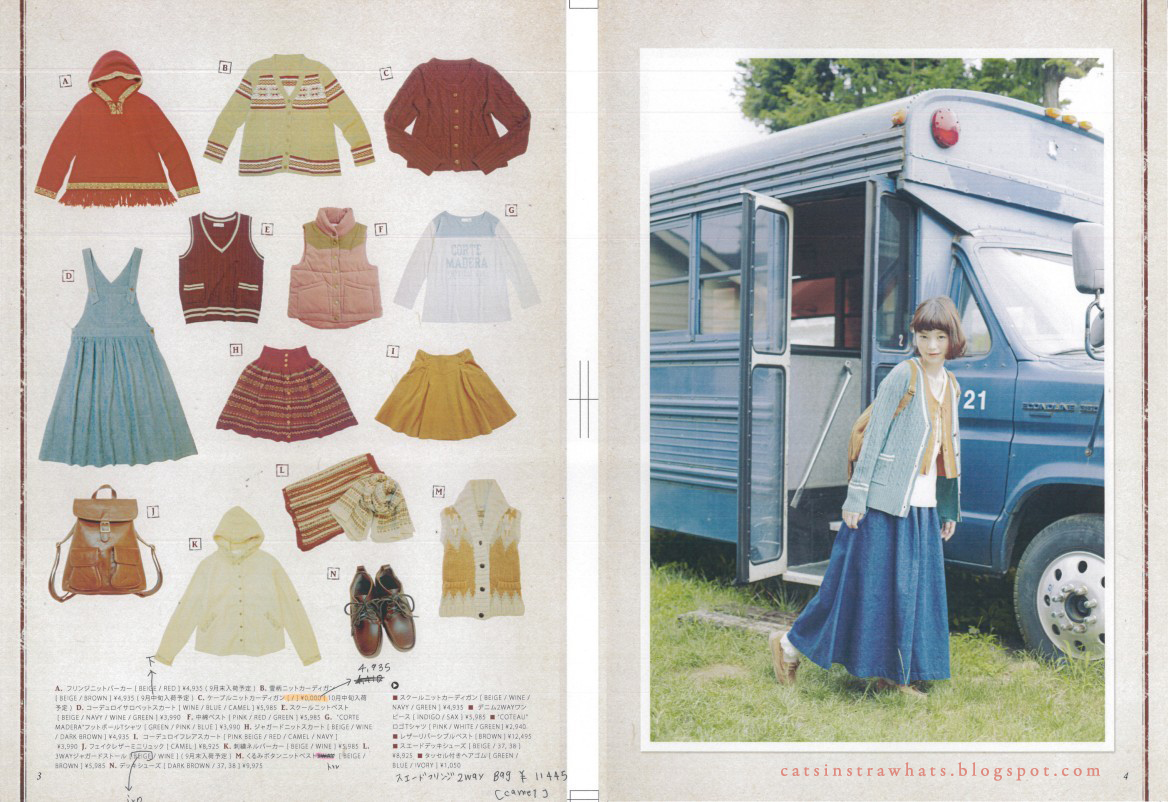 A
B
C
D
E
F
G
CORTE
MADERA
H
I
J
K
L
M
N
A. フリンジニットパーカー [ BEIGE / RED ] ¥4,935 ( 9月末入荷予定 ) B. 雪柄ニットカーディガン
[ BEIGE / BROWN ] ¥4,935 ( 9月中旬入荷予定 ) C. ケーブルニットカーディガン [ / ] ¥0,000 ( 10月中旬入荷
予定 ) D. コーデュロイサロペットスカート [ WINE / BLUE / CAMEL ] ¥5,985 E. スクールニットベスト
[ BEIGE / NAVY / WINE / GREEN ] ¥3,990 F. 中綿ベスト [ PINK / RED / GREEN ] ¥5,985 G. "CORTE
MADERA"フットボールTシャツ [ GREEN / PINK / BLUE ] ¥3,990 H. ジャガードニットスカート [ BEIGE / WINE
/ DARK BROWN ] ¥4,935 I. コーデュロイフレアスカート [ PINK BEIGE / RED / CAMEL / NAVY ]
¥3,990 J. フェイクレザーミニリュック [ CAMEL ] ¥8,925 K. 刺繍ネルパーカー [ BEIGE / WINE ] ¥5,985 L.
3WAYジャガードストール [ BEIGE / WINE ] ( 9月末入荷予定 ) M. くるみボタンニットベスト [ BEIGE /
BROWN ] ¥5,985 N. デッキシューズ [ DARK BROWN / 37, 38 ] ¥9,975
下
4,935
■ スクールニットカーディガン [ BEIGE / WINE /
NAVY / GREEN ] ¥4,935 ■ デニム2WAYワン
ピース [ INDIGO / SAX ] ¥5,985 ■ "COTEAU"
ロゴTシャツ [ PINK / WHITE / GREEN ] ¥2,940
■ レザーリバーシブルベスト [ BROWN ] ¥12,495
■ スエードデッキシューズ [ BEIGE / 37, 38 ]
¥8,925 ■ タッセル付きヘアゴム [ GREEN /
BLUE / IVORY ] ¥1,050
スエードフリンジ 2way Bag ¥ 11445
[camel]
3
2
21
ECONOLINE
catsinstrawhats.blogspot.com
4